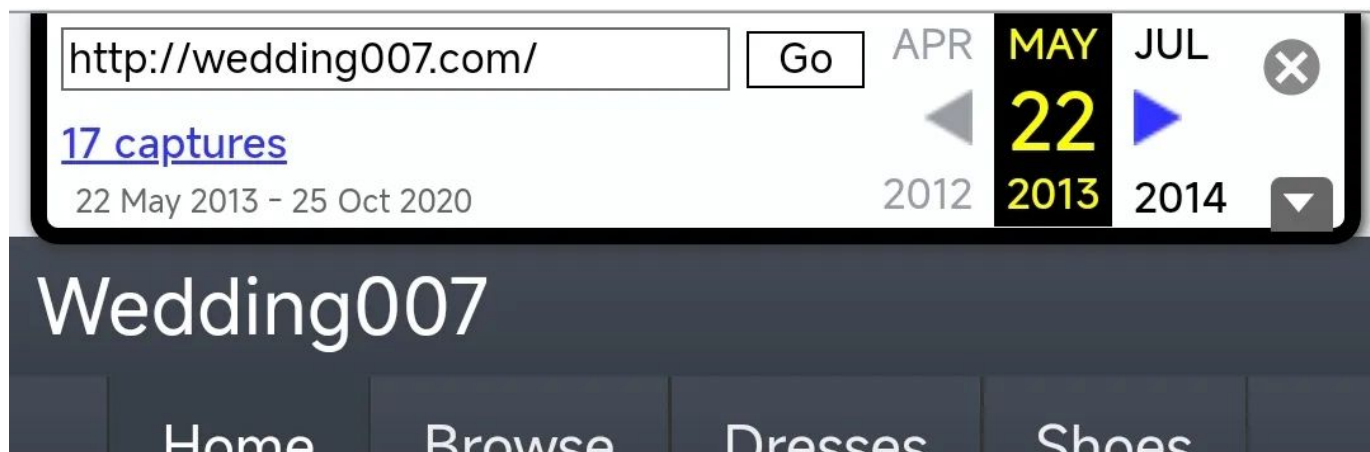 http://wedding007.com/ Go APR MAY JUL
17 captures 22
22 May 2013 - 25 Oct 2020 2012 2013 2014
Wedding007
Home Browse Dresses Shoes